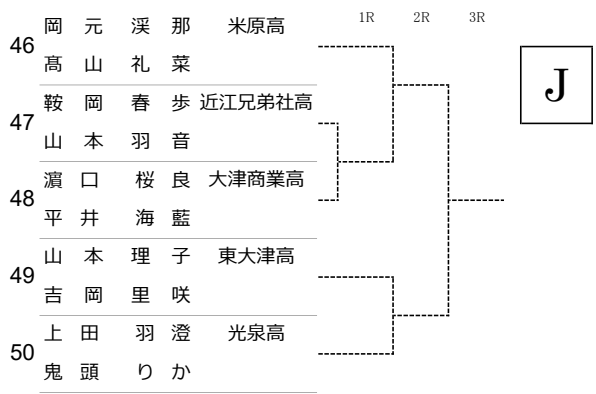 1R 2R 3R
J
46 岡元 渓那 米原高
髙山 礼菜
47 鞍岡 春歩 近江兄弟社高
山本 羽音
48 濵口 桜良 大津商業高
平井 海藍
49 山本 理子 東大津高
吉岡 里咲
50 上田 羽澄 光泉高
鬼頭 りか